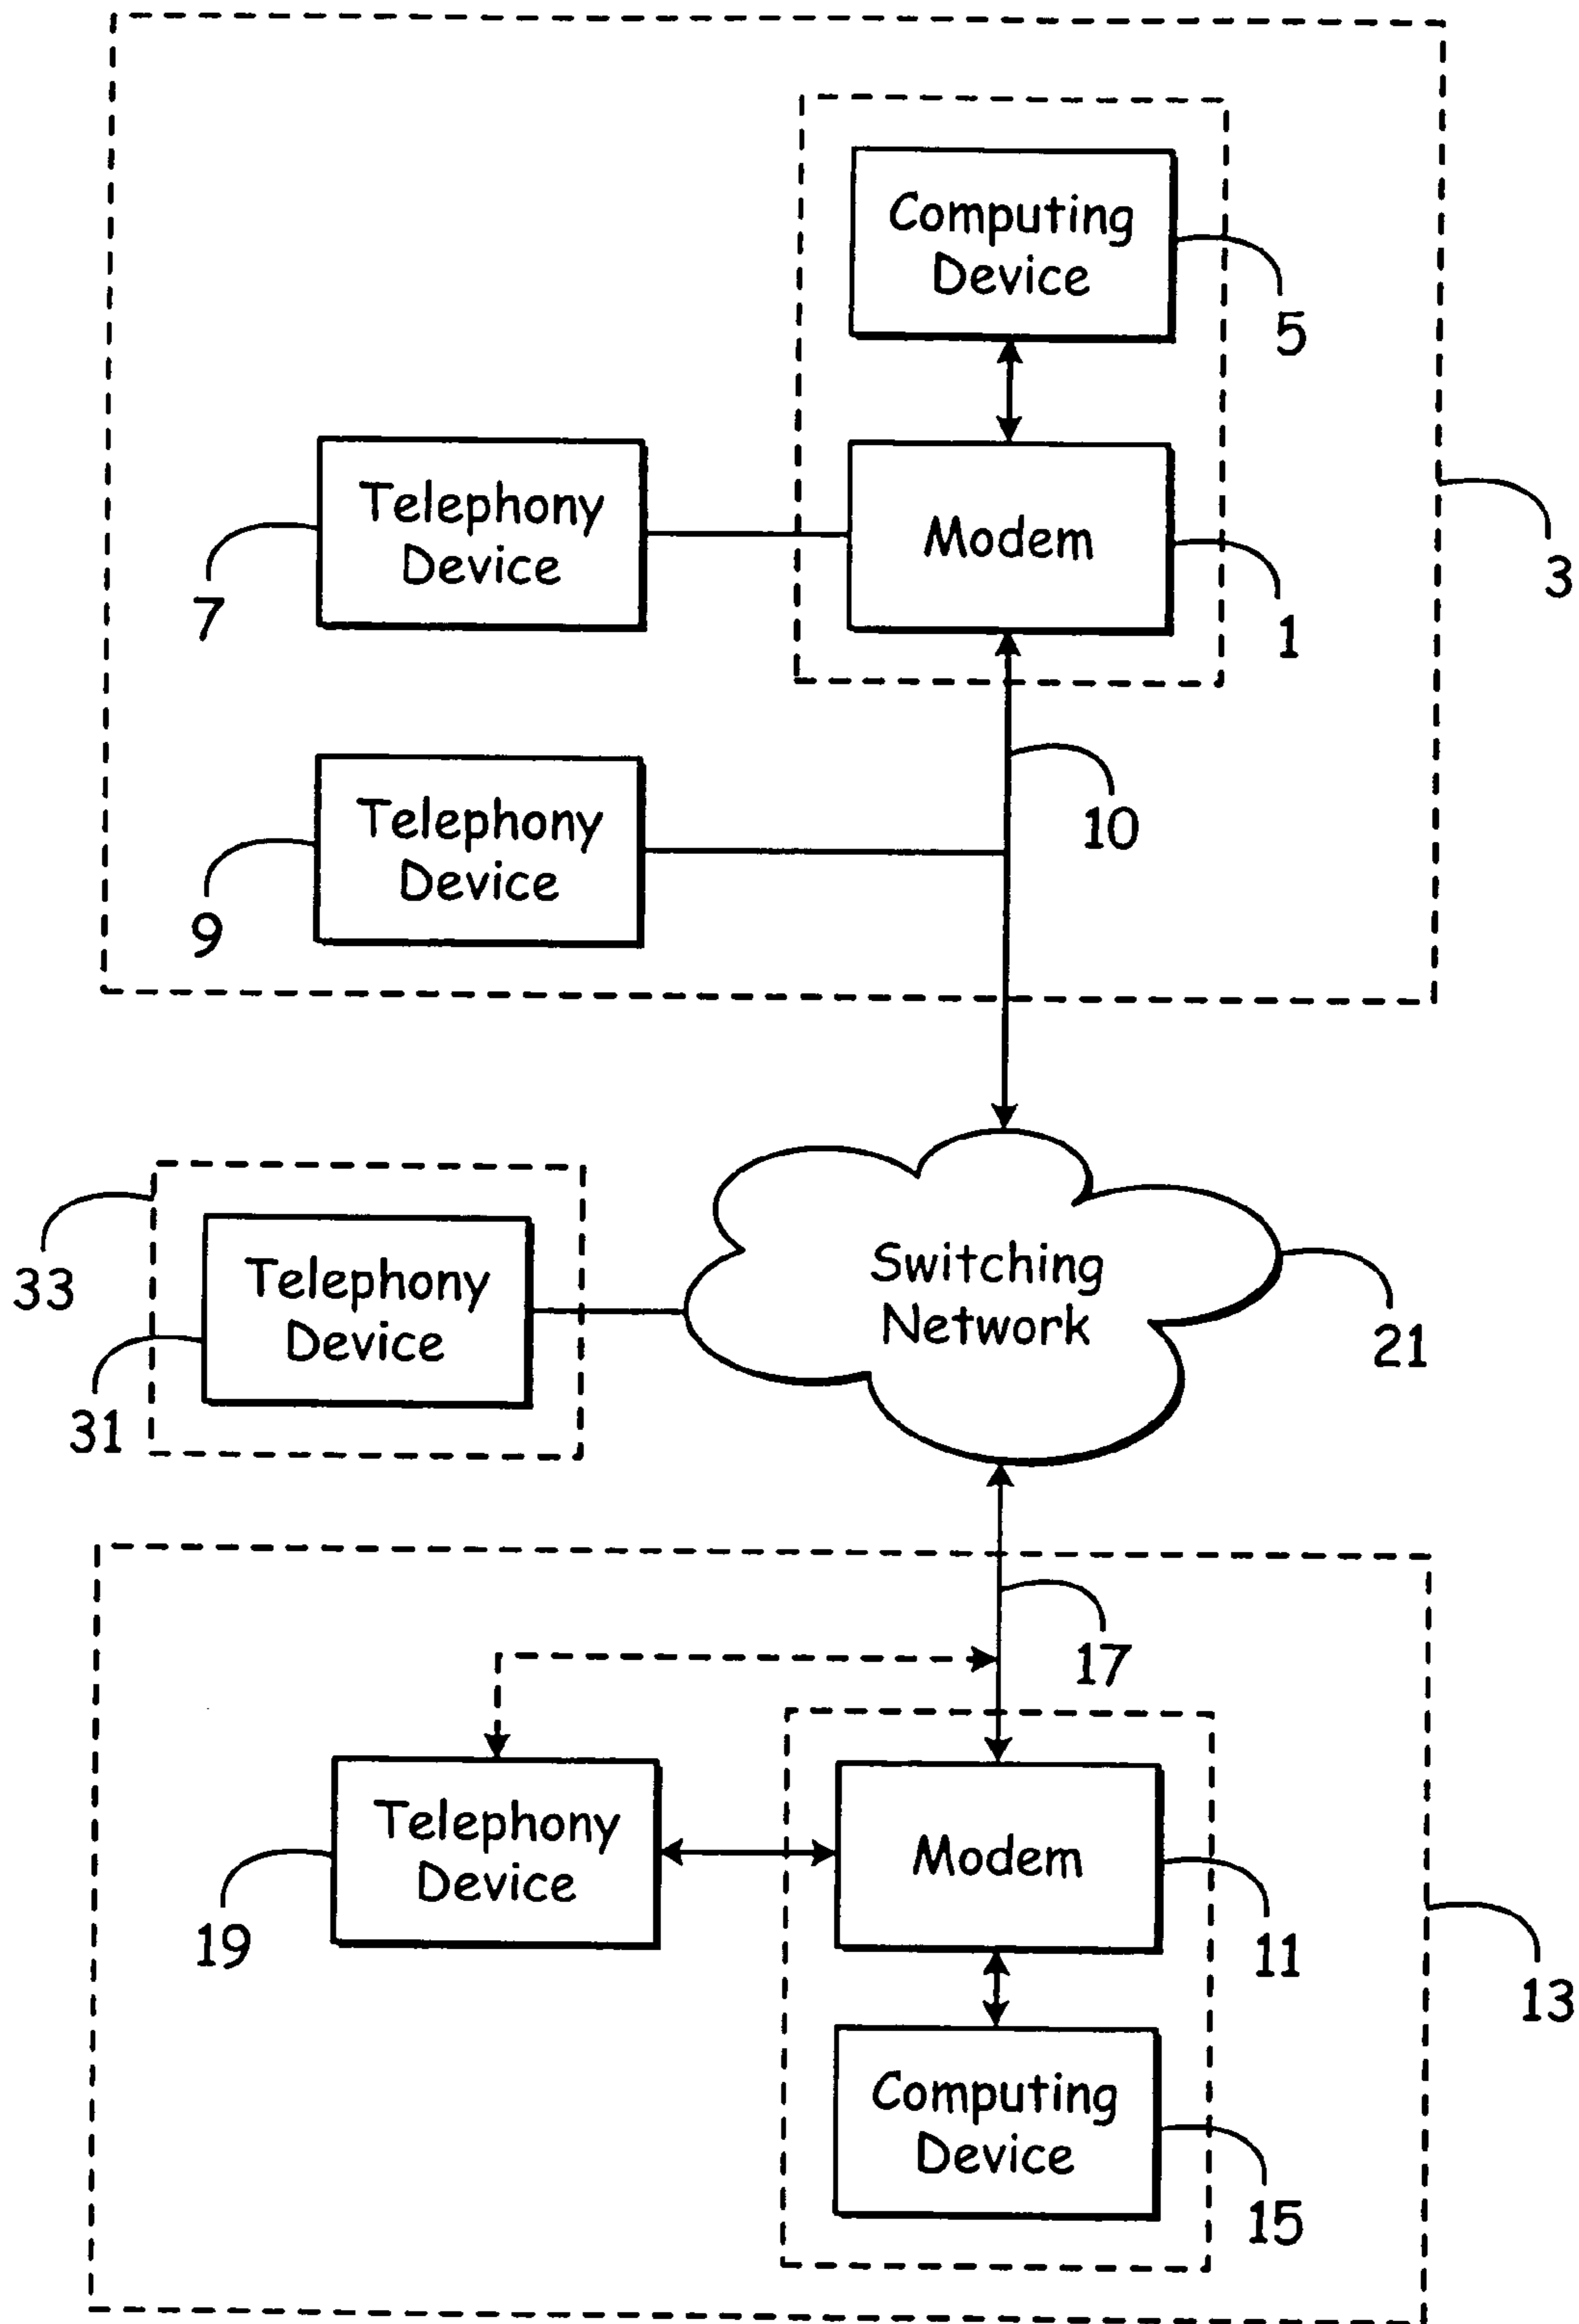 Computing
Device
5
Telephony
Device
7
Modem
1
3
Telephony
Device
9
10
Switching
Network
21
33
Telephony
Device
31
17
Telephony
Device
19
Modem
11
13
Computing
Device
15